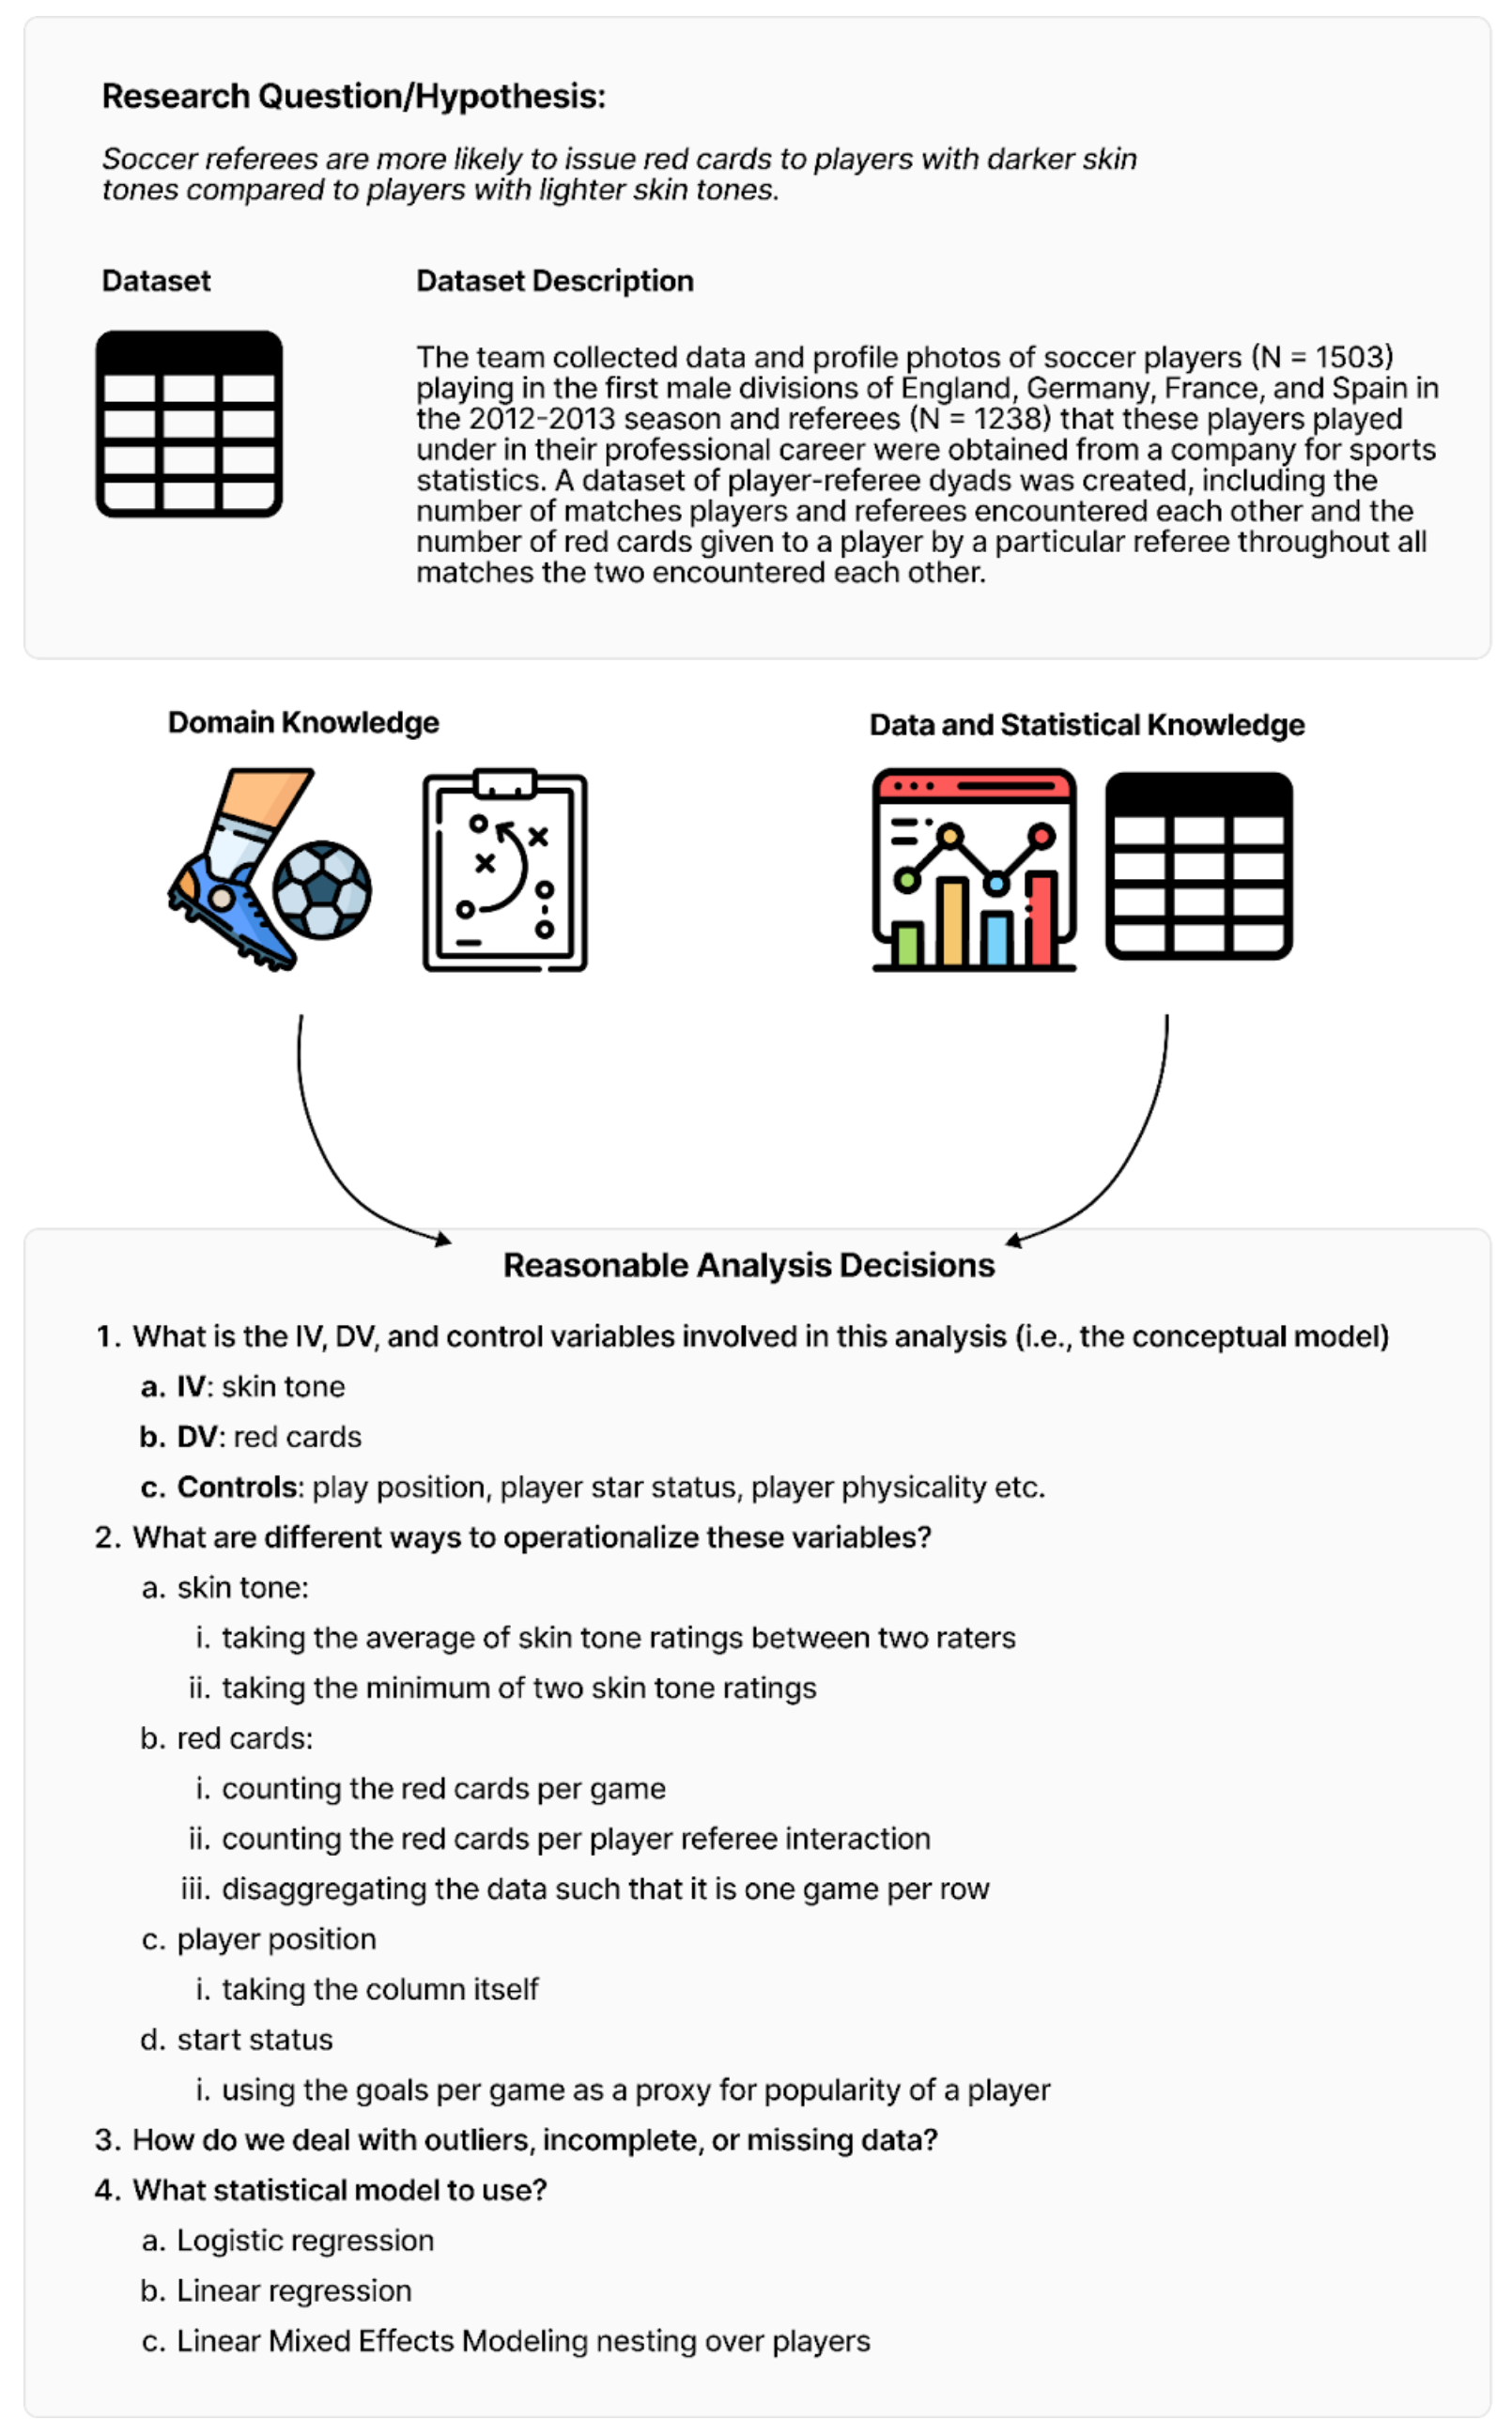 Research Question/Hypothesis:
Soccer referees are more likely to issue red cards to players with darker skin
tones compared to players with lighter skin tones.
Dataset
Dataset Description
The team collected data and profile photos of soccer players (N = 1503)
playing in the first male divisions of England, Germany, France, and Spain in
the 2012-2013 season and referees (N = 1238) that these players played
under in their professional career were obtained from a company for sports
statistics. A dataset of player-referee dyads was created, including the
number of matches players and referees encountered each other and the
number of red cards given to a player by a particular referee throughout all
matches the two encountered each other.
Domain Knowledge
Data and Statistical Knowledge
Reasonable Analysis Decisions
1. What is the IV, DV, and control variables involved in this analysis (i.e., the conceptual model)
a. IV: skin tone
b. DV: red cards
c. Controls: play position, player star status, player physicality etc.
2. What are different ways to operationalize these variables?
a. skin tone:
i. taking the average of skin tone ratings between two raters
ii. taking the minimum of two skin tone ratings
b. red cards:
i. counting the red cards per game
ii. counting the red cards per player referee interaction
iii. disaggregating the data such that it is one game per row
c. player position
i. taking the column itself
d. start status
i. using the goals per game as a proxy for popularity of a player
3. How do we deal with outliers, incomplete, or missing data?
4. What statistical model to use?
a. Logistic regression
b. Linear regression
c. Linear Mixed Effects Modeling nesting over players